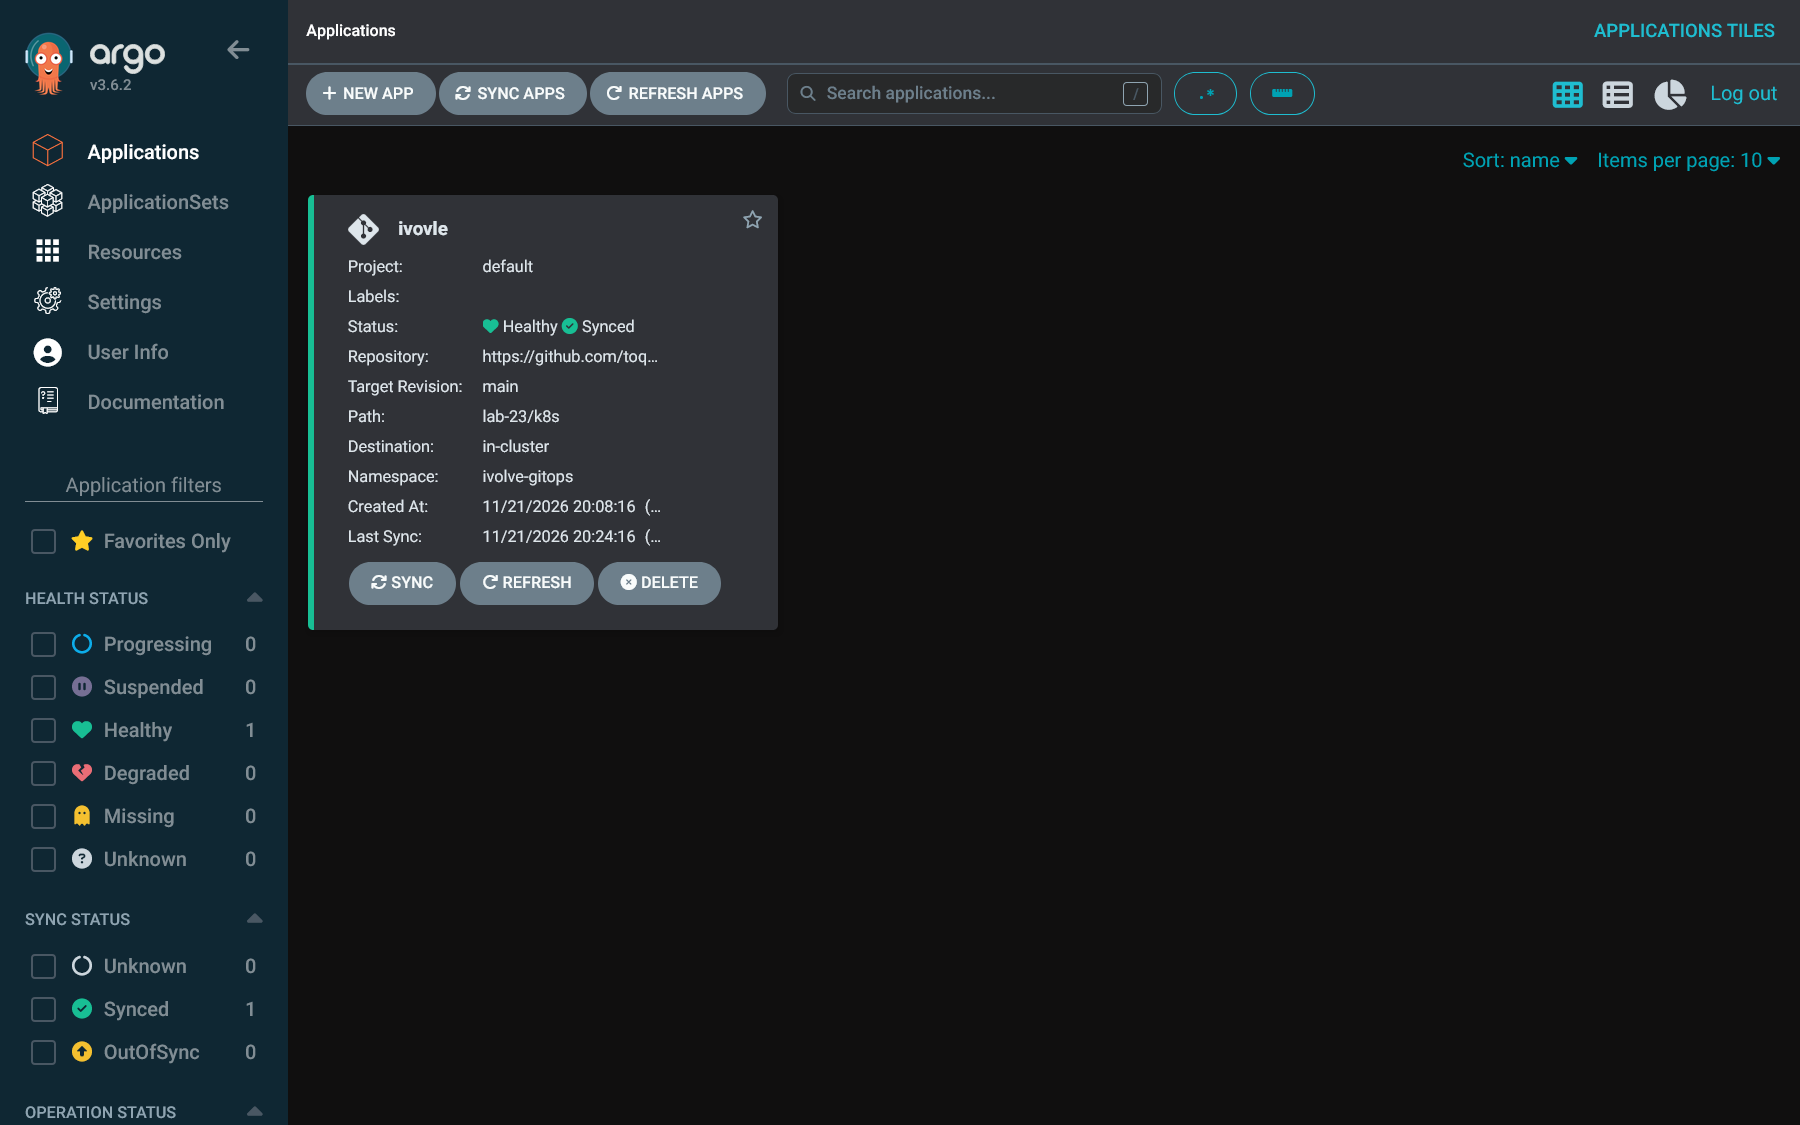 argo
v3.6.2
Applications
ApplicationSets
Resources
Settings
User Info
Documentation
Application filters
Favorites Only
HEALTH STATUS
Progressing 0
Suspended 0
Healthy 1
Degraded 0
Missing 0
Unknown 0
SYNC STATUS
Unknown 0
Synced 1
OutOfSync 0
OPERATION STATUS
Applications
APPLICATIONS TILES
NEW APP SYNC APPS REFRESH APPS Search applications... / .* Log out
Sort: name Items per page: 10
ivovle
Project: default
Labels:
Status: Healthy Synced
Repository: https://github.com/toq...
Target Revision: main
Path: lab-23/k8s
Destination: in-cluster
Namespace: ivolve-gitops
Created At: 11/21/2026 20:08:16 (...
Last Sync: 11/21/2026 20:24:16 (...
SYNC REFRESH DELETE